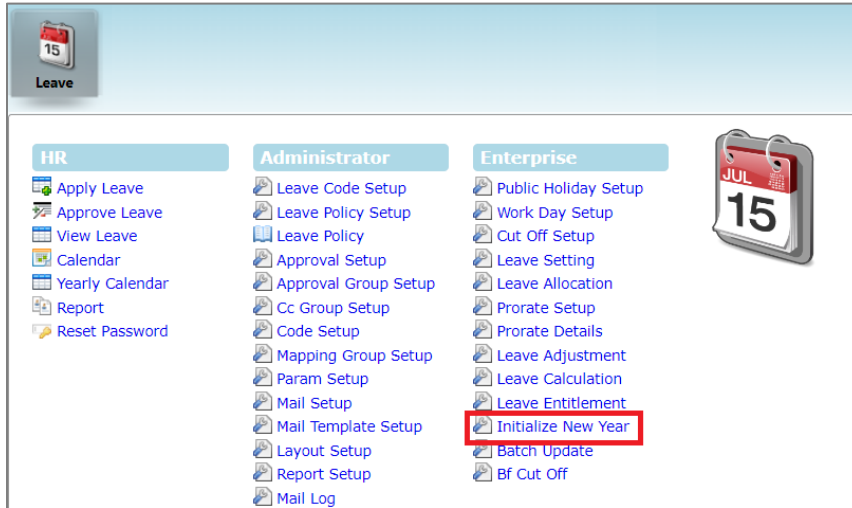 15
Leave
HR
Apply Leave
Approve Leave
View Leave
Calendar
Yearly Calendar
Report
Reset Password
Administrator
Leave Code Setup
Leave Policy Setup
Leave Policy
Approval Setup
Approval Group Setup
Cc Group Setup
Code Setup
Mapping Group Setup
Param Setup
Mail Setup
Mail Template Setup
Layout Setup
Report Setup
Mail Log
Enterprise
Public Holiday Setup
Work Day Setup
Cut Off Setup
Leave Setting
Leave Allocation
Prorate Setup
Prorate Details
Leave Adjustment
Leave Calculation
Leave Entitlement
Initialize New Year
Batch Update
Bf Cut Off
JUL
15